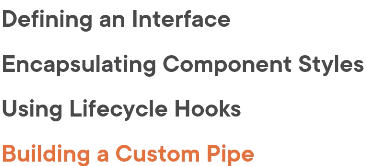 Defining an Interface
Encapsulating Component Styles
Using Lifecycle Hooks
Building a Custom Pipe